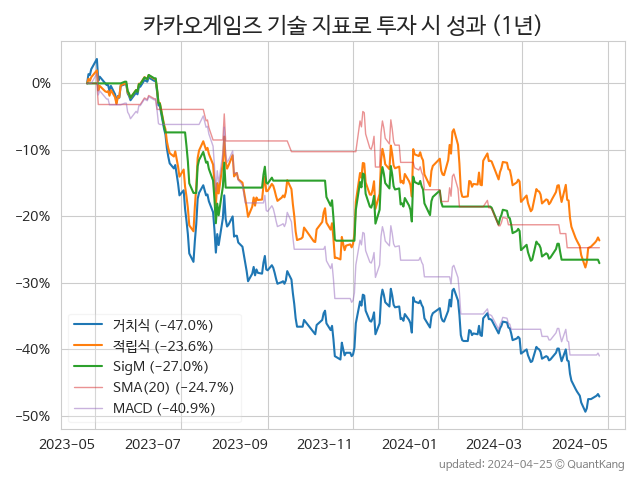 카카오게임즈 기술 지표로 투자 시 성과 (1년)
0%
−10%
−20%
−30%
−40%
−50%
거치식 (−47.0%)
적립식 (−23.6%)
SigM (−27.0%)
SMA(20) (−24.7%)
MACD (−40.9%)
2023-05 2023-07 2023-09 2023-11 2024-01 2024-03 2024-05
updated: 2024-04-25 © QuantKang